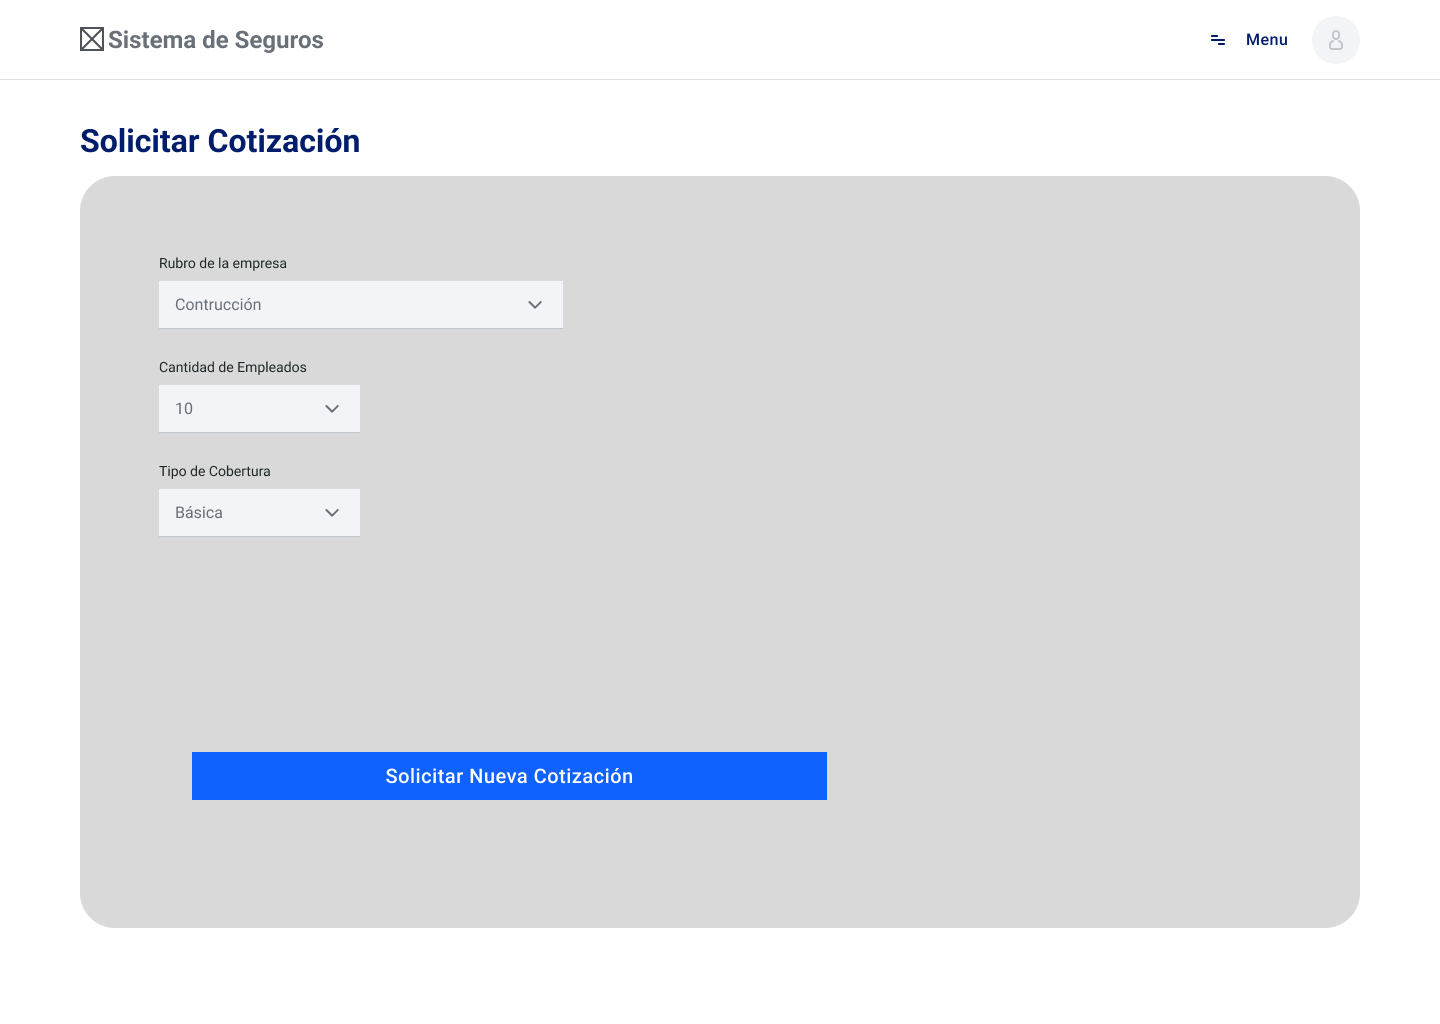 Sistema de Seguros
Menu
Solicitar Cotización
Rubro de la empresa
Contrucción
Cantidad de Empleados
10
Tipo de Cobertura
Básica
Solicitar Nueva Cotización